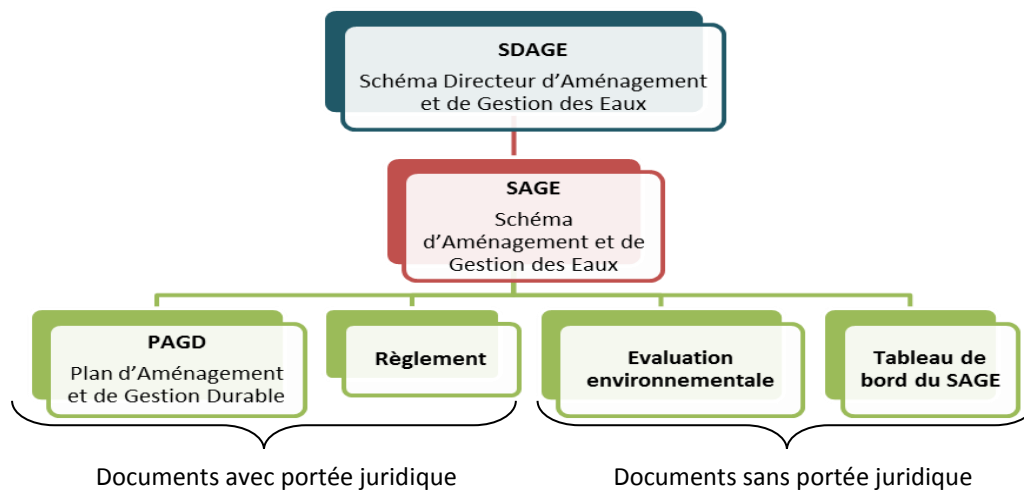 SDAGE
Schéma Directeur d'Aménagement
et de Gestion des Eaux
SAGE
Schéma
d'Aménagement et de
Gestion des Eaux
PAGD
Plan d'Aménagement
et de Gestion Durable
Règlement
Evaluation
environnementale
Tableau de
bord du SAGE
Documents avec portée juridique
Documents sans portée juridique